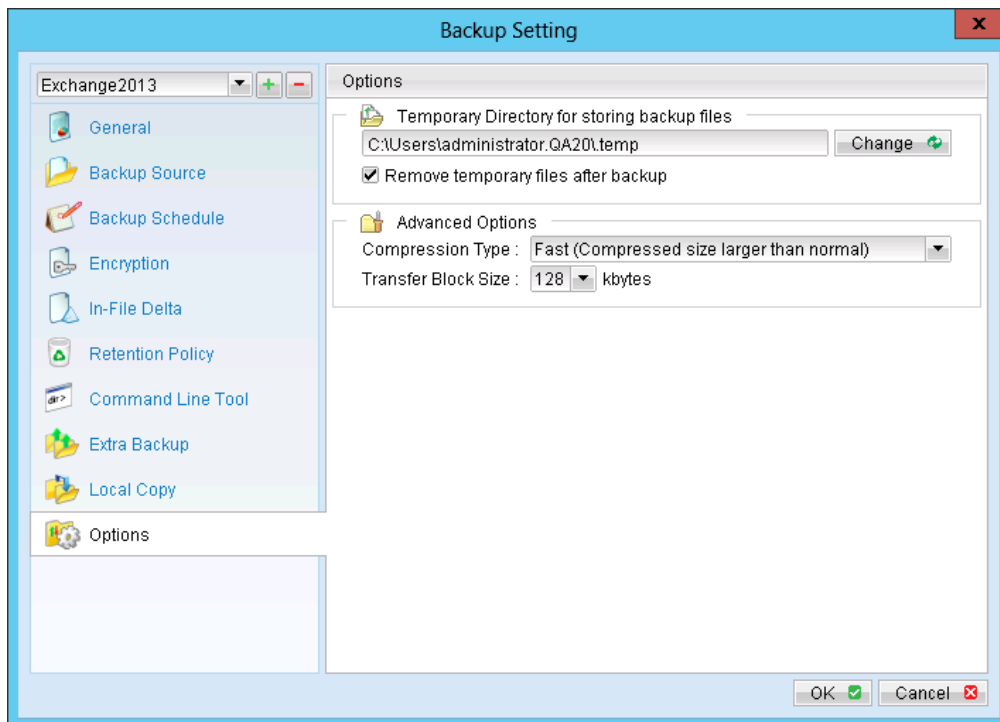 Backup Setting
x
Exchange2013
General
Backup Source
Backup Schedule
Encryption
In-File Delta
Retention Policy
dir>
Command Line Tool
Extra Backup
Local Copy
Options
Options
Temporary Directory for storing backup files
C:\Users\administrator.QA20\.temp
Change
Remove temporary files after backup
Advanced Options
Compression Type : Fast (Compressed size larger than normal)
Transfer Block Size : 128 kbytes
OK
Cancel